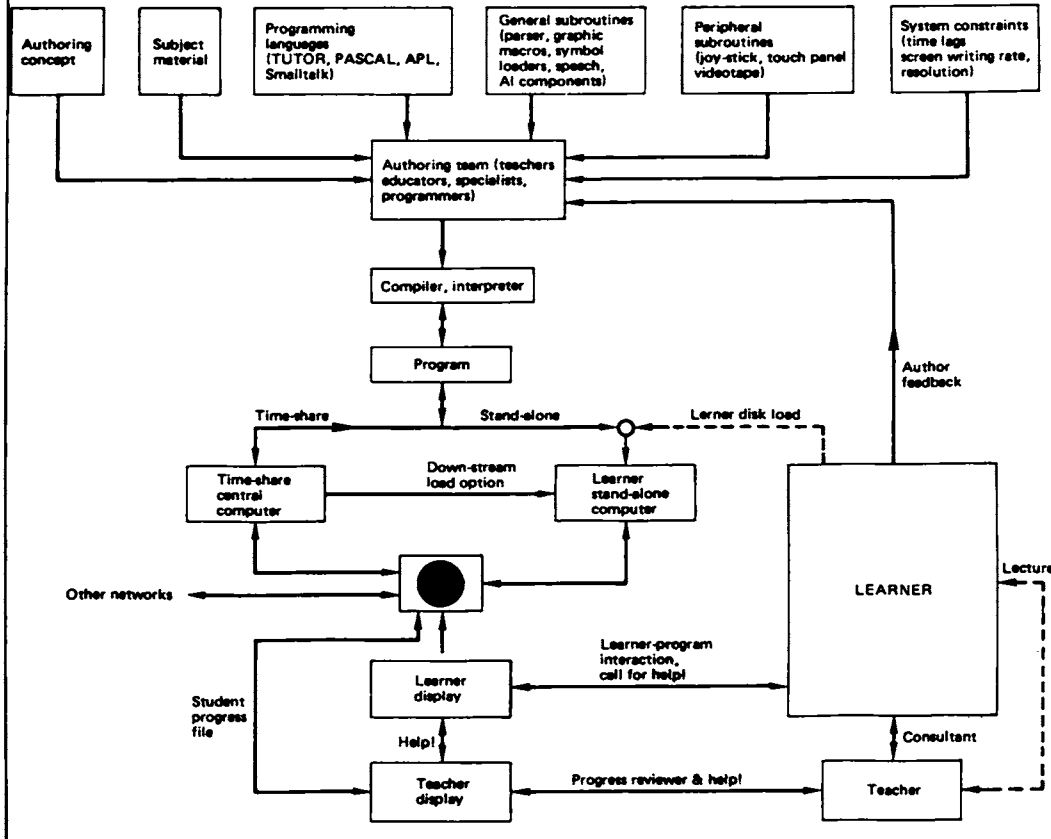 Authoring
concept
Subject
material
Programming
languages
(TUTOR, PASCAL, APL,
Smalltalk)
General subroutines
(parser, graphic
macros, symbol
loaders, speech,
AI components)
Peripheral
subroutines
(joy-stick, touch panel
videotape)
System constraints
(time lags
screen writing rate,
resolution)
Authoring team (teachers
educators, specialists,
programmers)
Compiler, interpreter
Program
Author
feedback
Time-share
Stand-alone
Lerner disk load
Time-share
central
computer
Down-stream
load option
Learner
stand-alone
computer
Lecture
LEARNER
Other networks
Learner-program
interaction,
call for help!
Learner
display
Student
progress
file
Help!
Consultant
Teacher
display
Progress reviewer & help!
Teacher